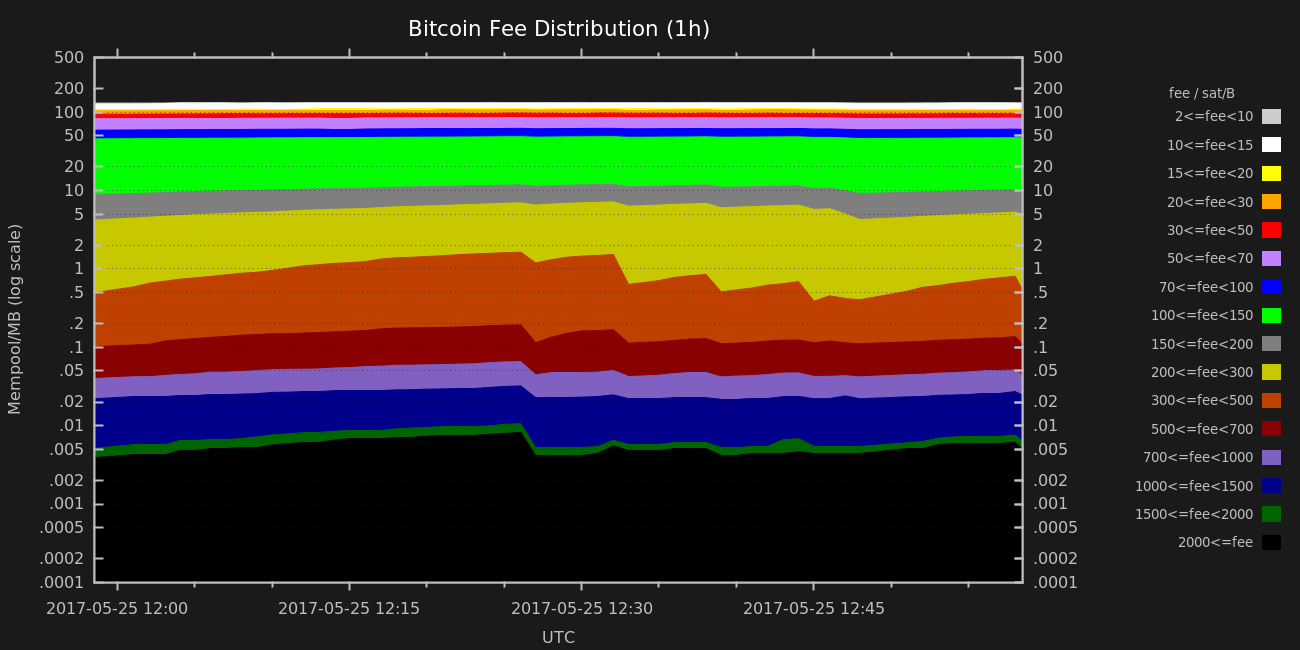 Bitcoin Fee Distribution (1h)
500
200
100
50
20
10
5
2
1
.5
.2
.1
.05
.02
.01
.005
.002
.001
.0005
.0002
.0001
Mempool/MB (log scale)
500
200
100
50
20
10
5
2
1
.5
.2
.1
.05
.02
.01
.005
.002
.001
.0005
.0002
.0001
2017-05-25 12:00 2017-05-25 12:15 2017-05-25 12:30 2017-05-25 12:45
UTC
fee / sat/B
2<=fee<10
10<=fee<15
15<=fee<20
20<=fee<30
30<=fee<50
50<=fee<70
70<=fee<100
100<=fee<150
150<=fee<200
200<=fee<300
300<=fee<500
500<=fee<700
700<=fee<1000
1000<=fee<1500
1500<=fee<2000
2000<=fee